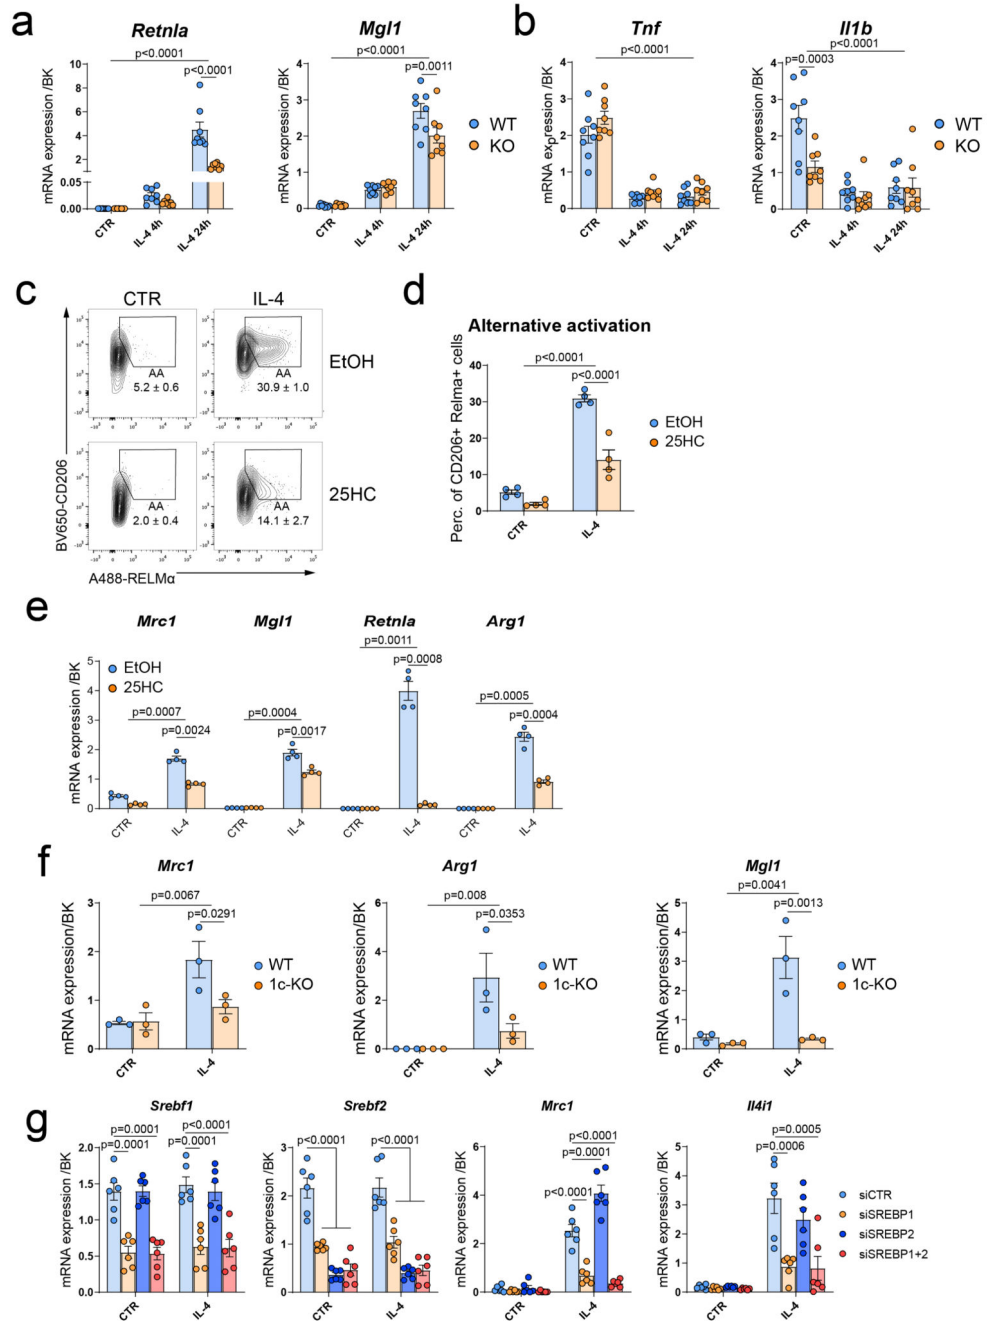 a
Retnla
p<0.0001
p<0.0001
mRNA expression /BK
10
8
6
4
2
0.05
0.00
CTR
IL-4 4h
IL-4 24h
Mgl1
p<0.0001
p=0.0011
mRNA expression /BK
4
3
2
1
0
CTR
IL-4 4h
IL-4 24h
WT
KO
b
Tnf
p<0.0001
mRNA expression /BK
4
3
2
1
0
CTR
IL-4 4h
IL-4 24h
Il1b
p<0.0001
p=0.0003
mRNA expression /BK
4
3
2
1
0
CTR
IL-4 4h
IL-4 24h
WT
KO
c
CTR
IL-4
EtOH
25HC
AA
5.2 ± 0.6
AA
30.9 ± 1.0
AA
2.0 ± 0.4
AA
14.1 ± 2.7
BV650-CD206
A488-RELMα
d
Alternative activation
p<0.0001
p<0.0001
Perc. of CD206+ Relma+ cells
40
30
20
10
0
CTR
IL-4
EtOH
25HC
e
Mrc1
Mgl1
Retnla
Arg1
EtOH
25HC
mRNA expression /BK
5
4
3
2
1
0
p=0.0007
p=0.0024
p=0.0004
p=0.0017
p=0.0011
p=0.0008
p=0.0005
p=0.0004
CTR
IL-4
CTR
IL-4
CTR
IL-4
CTR
IL-4
f
Mrc1
p=0.0067
p=0.0291
mRNA expression/BK
3
2
1
0
CTR
IL-4
WT
1c-KO
Arg1
p=0.008
p=0.0353
mRNA expression/BK
6
4
2
0
CTR
IL-4
WT
1c-KO
Mgl1
p=0.0041
p=0.0013
mRNA expression/BK
5
4
3
2
1
0
CTR
IL-4
WT
1c-KO
g
Srebf1
p<0.0001
p=0.0001
p<0.0001
p=0.0001
mRNA expression /BK
2.0
1.5
1.0
0.5
0.0
CTR
IL-4
Srebf2
<0.0001
<0.0001
mRNA expression /BK
3
2
1
0
CTR
IL-4
Mrc1
p<0.0001
p=0.0001
<0.0001
mRNA expression /BK
6
4
2
0
CTR
IL-4
Il4i1
p=0.0005
p=0.0006
mRNA expression /BK
5
4
3
2
1
0
CTR
IL-4
siCTR
siSREBP1
siSREBP2
siSREBP1+2